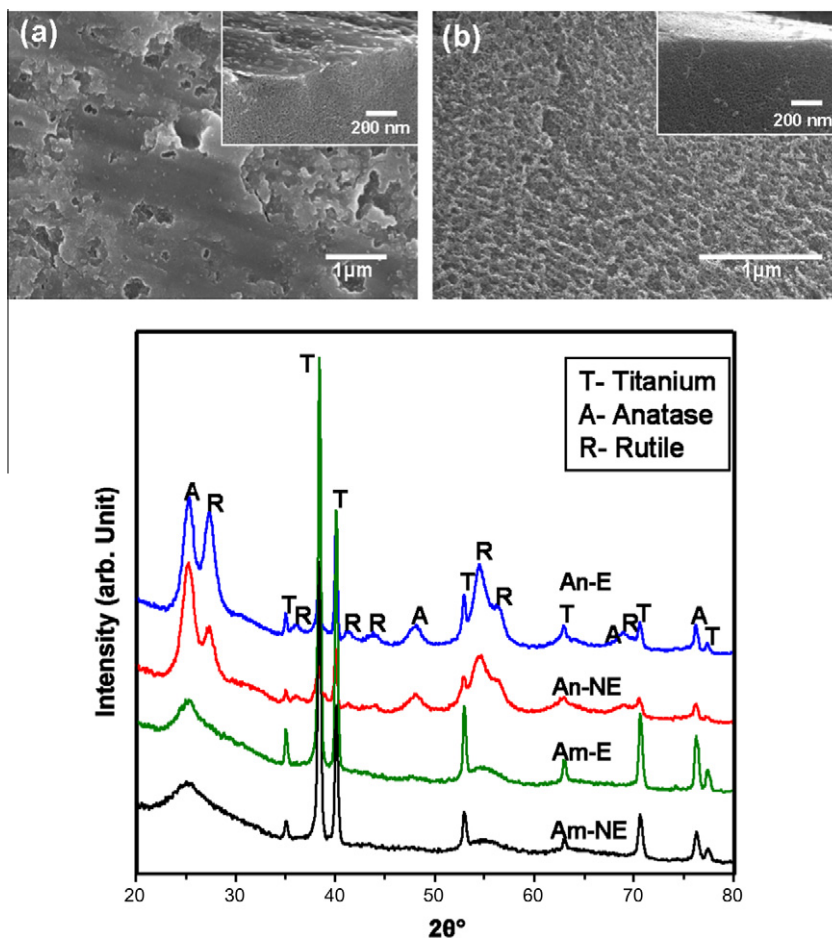 (a)
200 nm
1µm
(b)
200 nm
1µm
T- Titanium
A- Anatase
R- Rutile
T
T
A
R
T
R
R
R
A
T
R
R
An-E
T
A
R
T
A
T
An-NE
Am-E
Am-NE
Intensity (arb. Unit)
20
30
40
50
60
70
80
2θ°